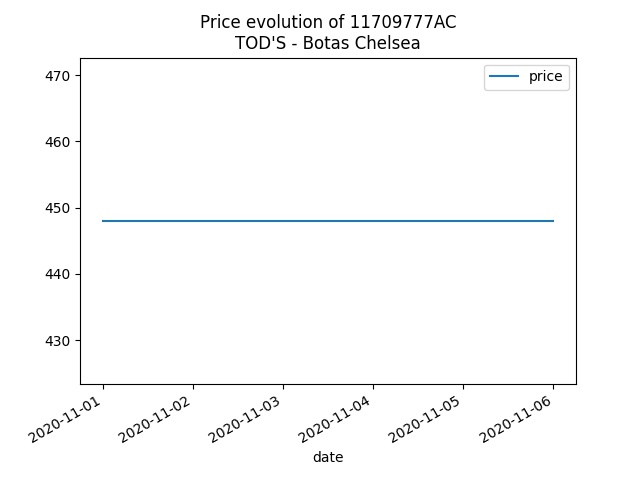 Price evolution of 11709777AC
TOD'S - Botas Chelsea
price
470
460
450
440
430
2020-11-01
2020-11-02
2020-11-03
2020-11-04
2020-11-05
2020-11-06
date